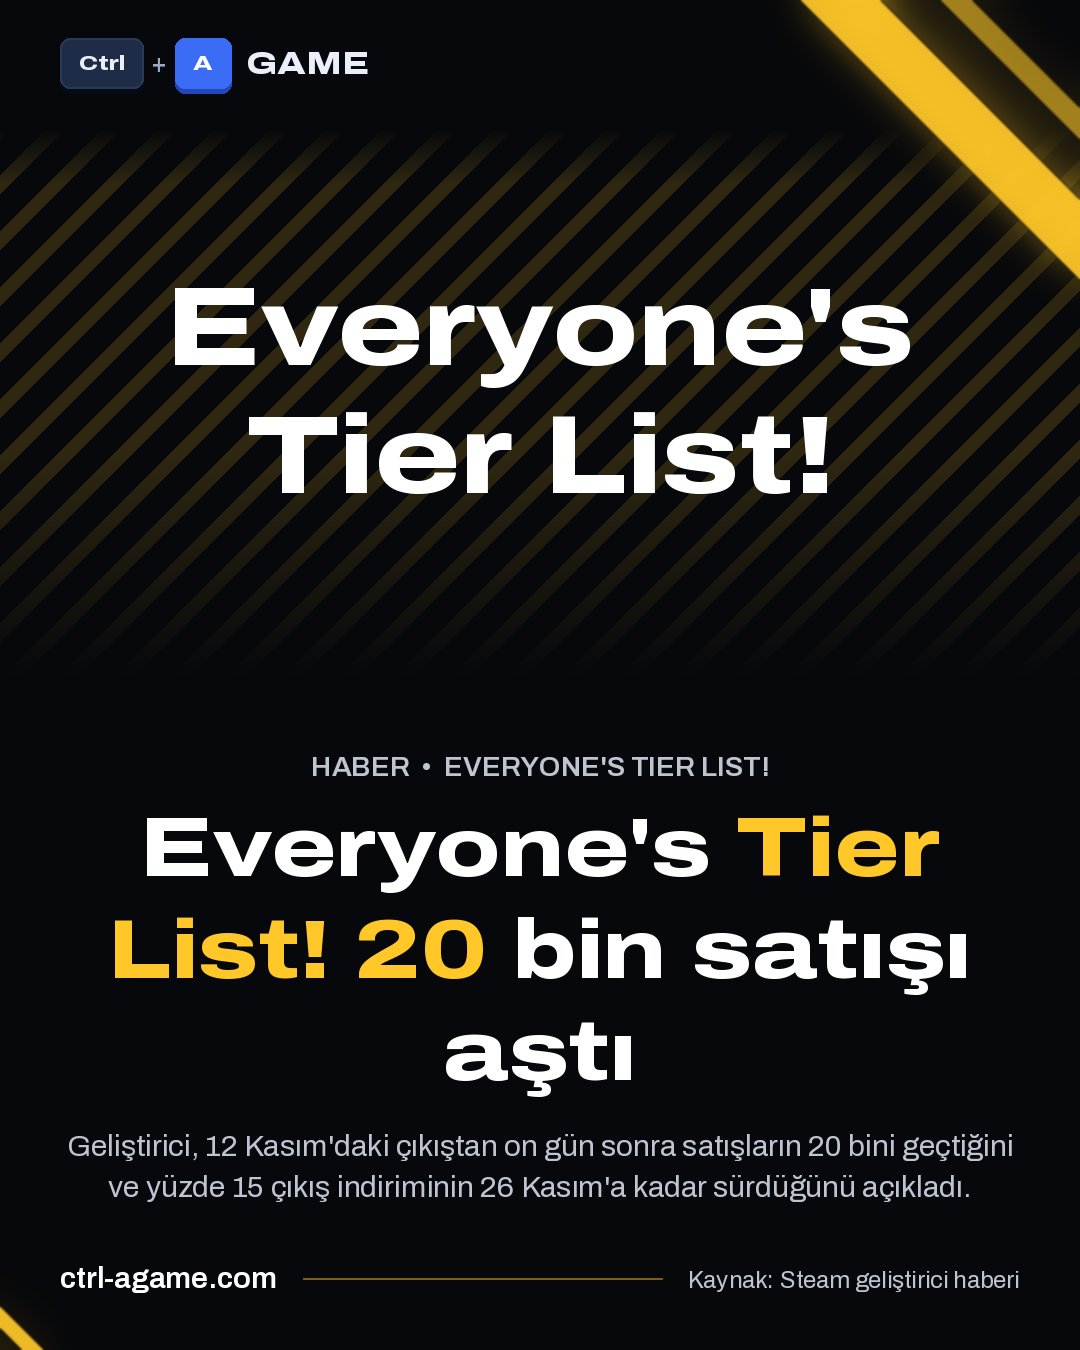 Ctrl + A GAME
Everyone's
Tier List!
HABER • EVERYONE'S TIER LIST!
Everyone's Tier
List! 20 bin satışı
aştı
Geliştirici, 12 Kasım'daki çıkıştan on gün sonra satışların 20 bini geçtiğini
ve yüzde 15 çıkış indiriminin 26 Kasım'a kadar sürdüğünü açıkladı.
ctrl-agame.com
Kaynak: Steam geliştirici haberi